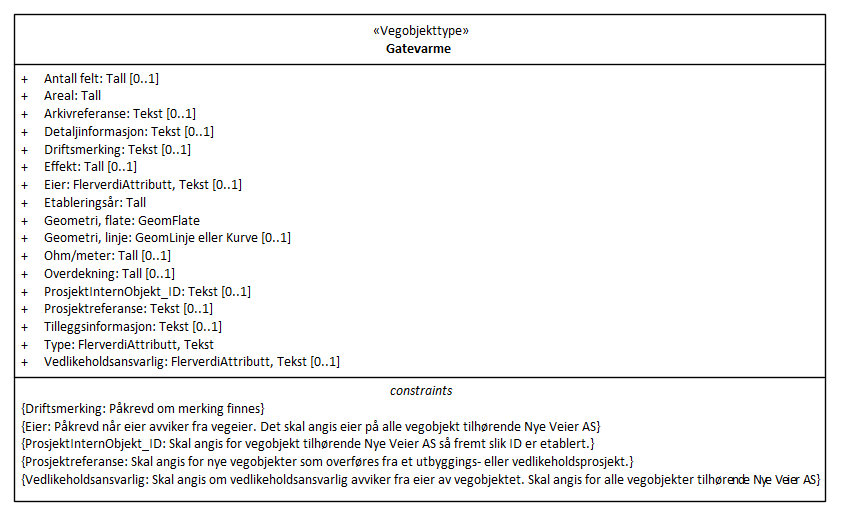 «Vegobjekttype»
Gatevarme
+ Antall felt: Tall [0..1]
+ Areal: Tall
+ Arkivreferanse: Tekst [0..1]
+ Detaljinformasjon: Tekst [0..1]
+ Driftsmerking: Tekst [0..1]
+ Effekt: Tall [0..1]
+ Eier: FlerverdiAttributt, Tekst [0..1]
+ Etableringsår: Tall
+ Geometri, flate: GeomFlate
+ Geometri, linje: GeomLinje eller Kurve [0..1]
+ Ohm/meter: Tall [0..1]
+ Overdekning: Tall [0..1]
+ ProsjektInternObjekt_ID: Tekst [0..1]
+ Prosjektreferanse: Tekst [0..1]
+ Tilleggsinformasjon: Tekst [0..1]
+ Type: FlerverdiAttributt, Tekst
+ Vedlikeholdsansvarlig: FlerverdiAttributt, Tekst [0..1]
constraints
{Driftsmerking: Påkrevd om merking finnes}
{Eier: Påkrevd når eier avviker fra vegeier. Det skal angis eier på alle vegobjekt tilhørende Nye Veier AS}
{ProsjektInternObjekt_ID: Skal angis for vegobjekt tilhørende Nye Veier AS så fremt slik ID er etablert.}
{Prosjektreferanse: Skal angis for nye vegobjekter som overføres fra et utbyggings- eller vedlikeholdsprosjekt.}
{Vedlikeholdsansvarlig: Skal angis om vedlikeholdsansvarlig avviker fra eier av vegobjektet. Skal angis for alle vegobjekter tilhørende Nye Veier AS}